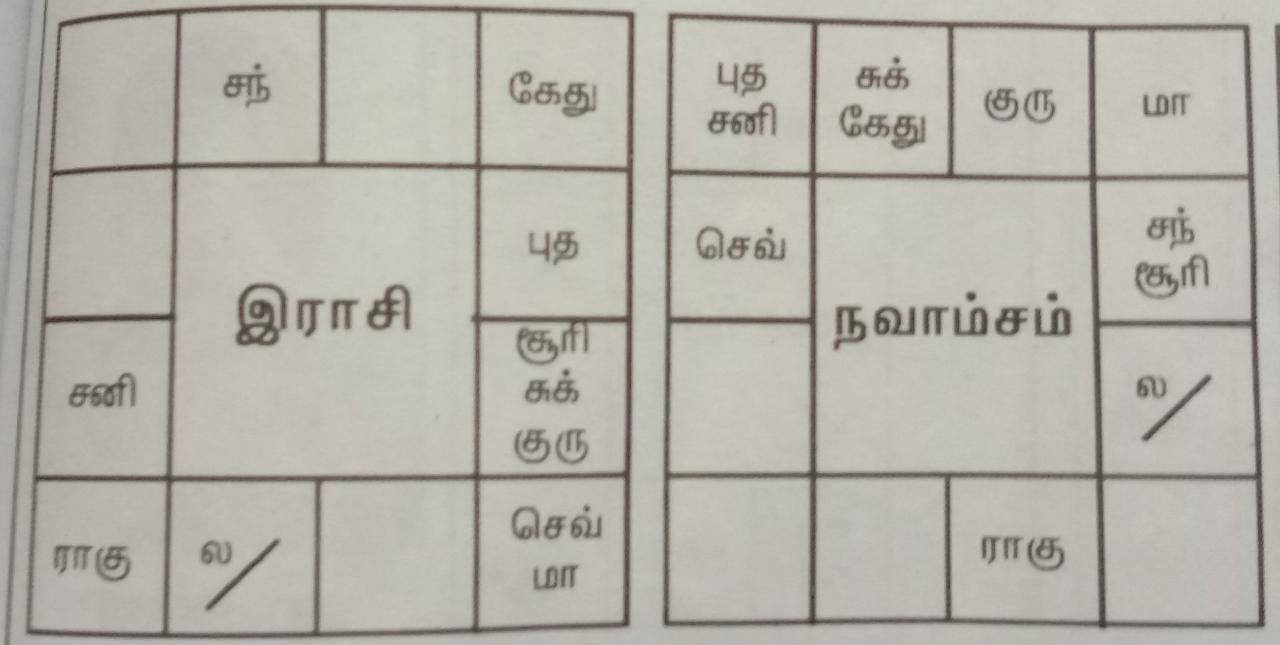 சந்
கேது
புத
இராசி
சனி
சூரி
சுக்
குரு
ராகு
ல
செவ்
மா
புத
சனி
சுக்
கேது
குரு
மா
செவ்
நவாம்சம்
சந்
சூரி
ல
ராகு